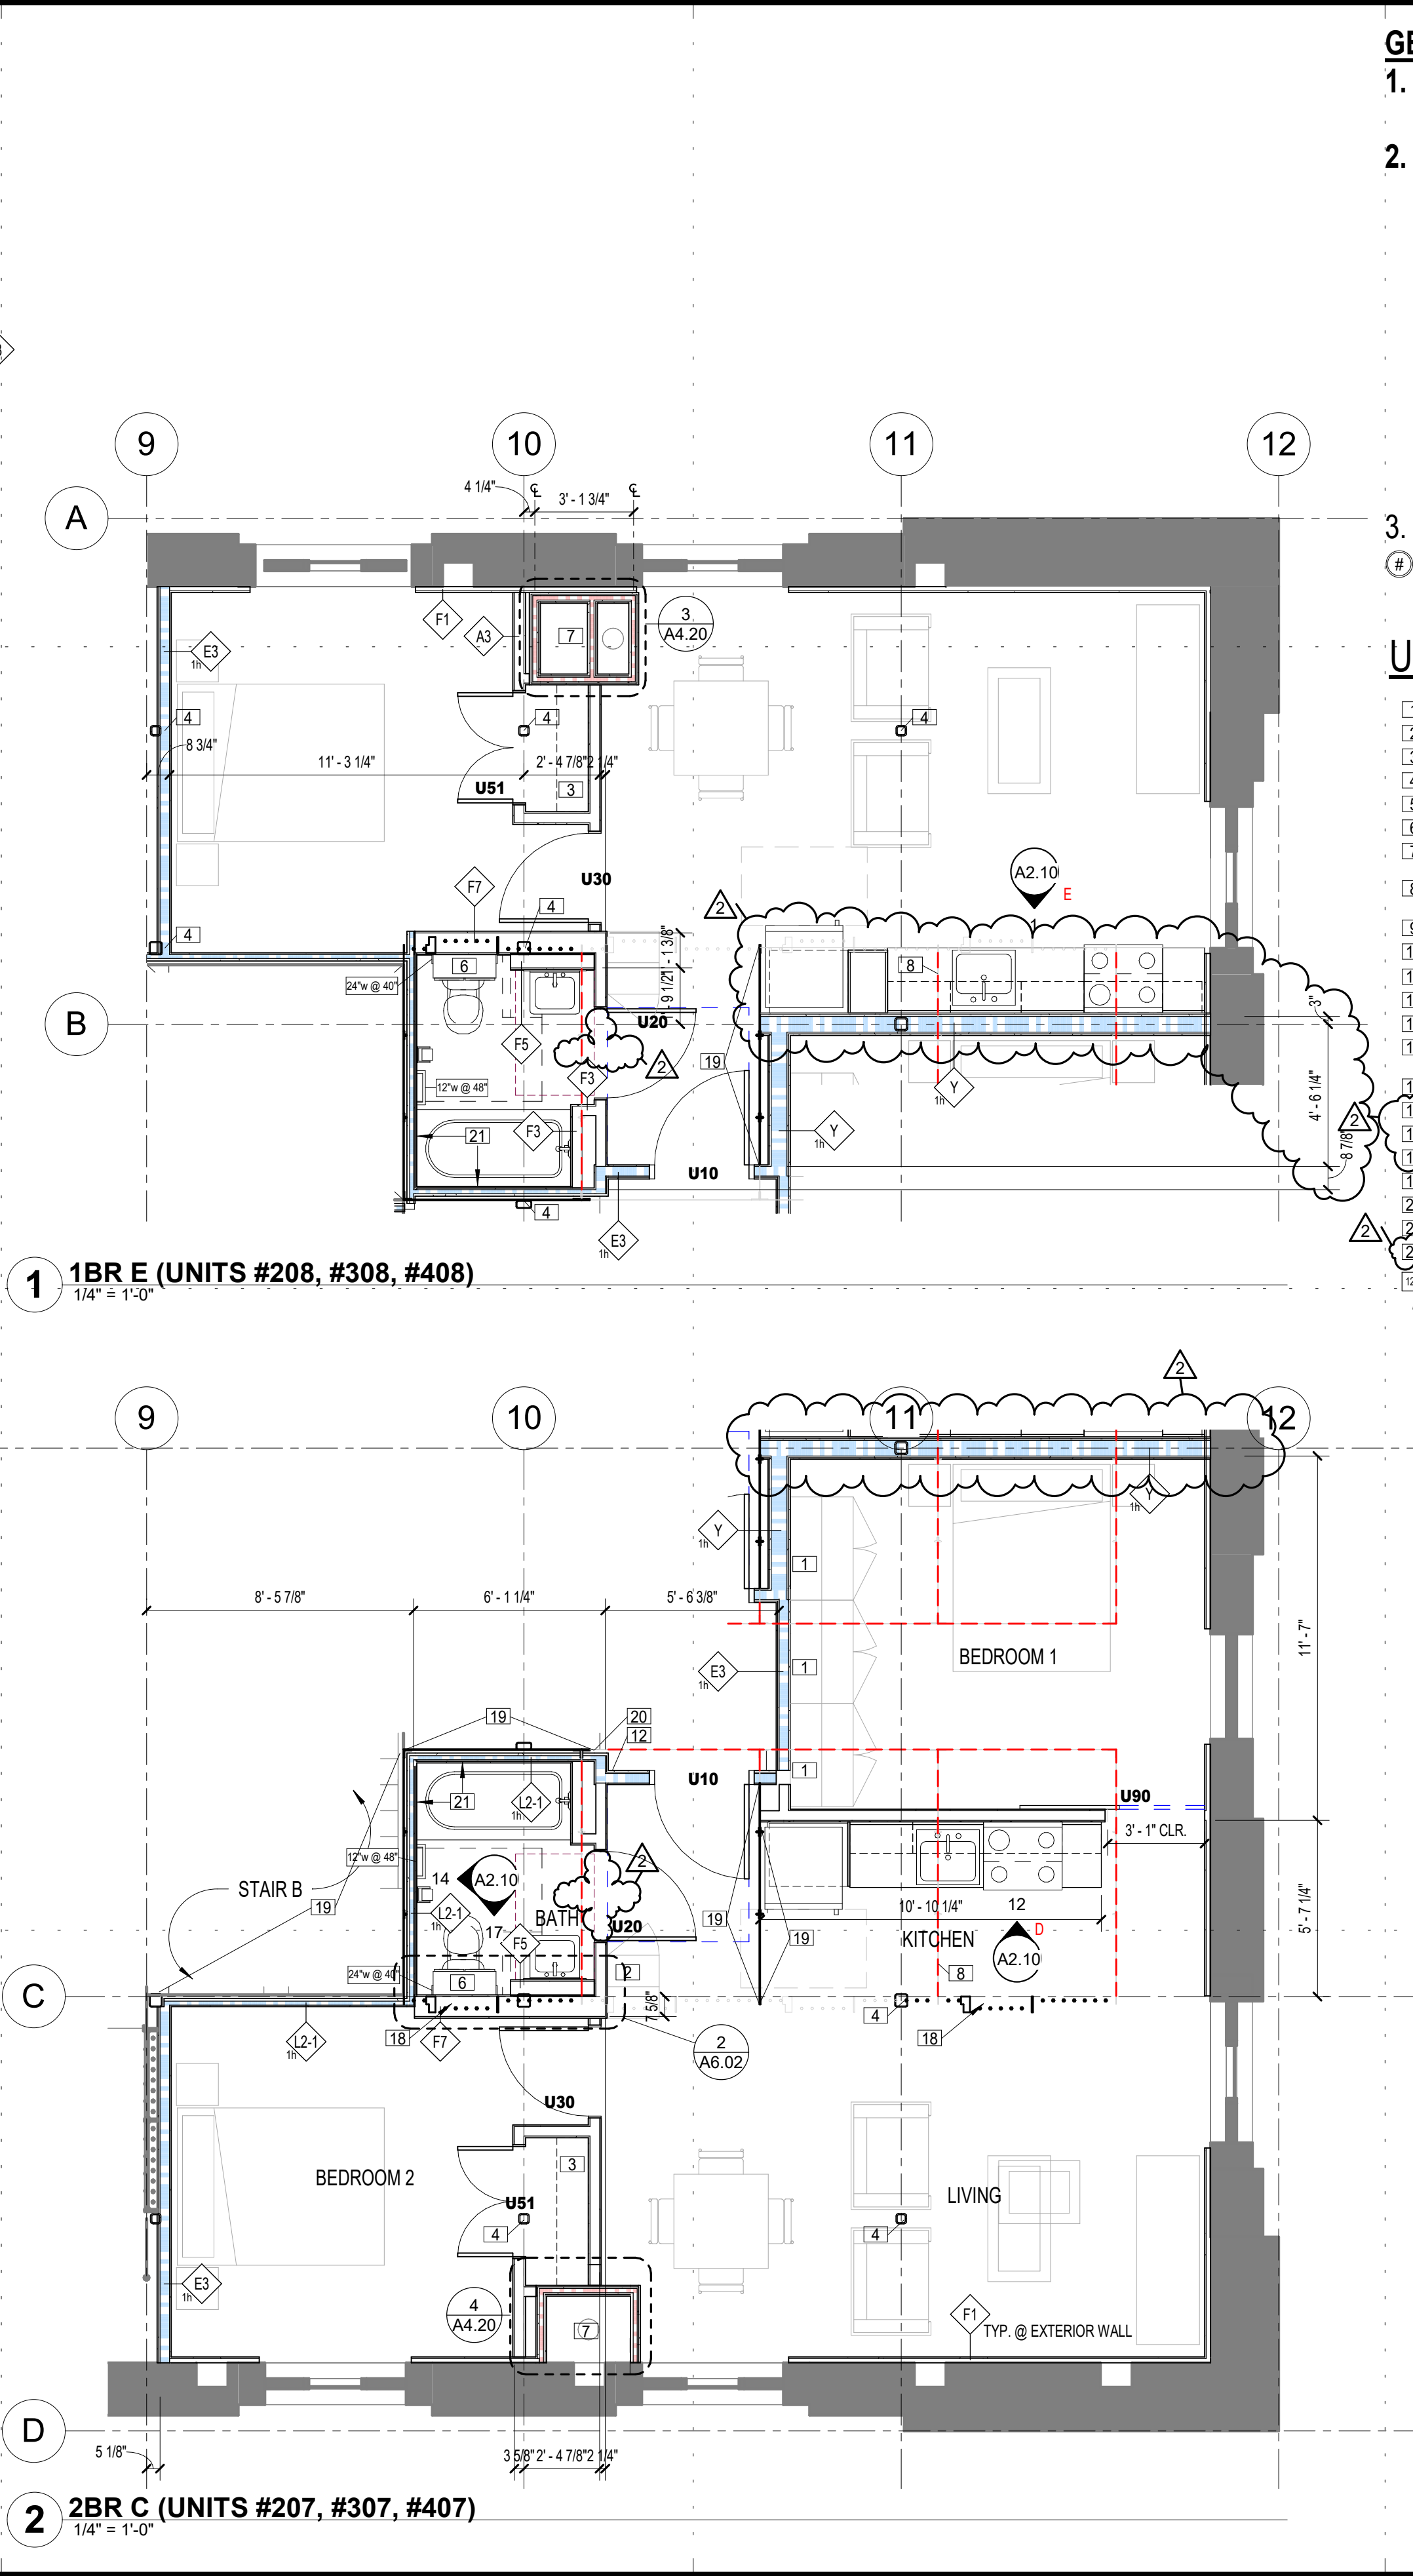 GE
1.
2.
9
10
11
12
4 1/4"
℄
3' - 1 3/4"
℄
A
3.
#
F1
A3
7
3
A4.20
E3
1h
U
4
4
4
8 3/4"
11' - 3 1/4"
2' - 4 7/8"
2 1/4"
U51
3
U30
A2.10
E
1
F7
4
2
4
6
24"w @ 40"
8
1 - 1 3/8"
9 1/2"
3"
B
U20
F5
2
19
F3
12"w @ 48"
Y
1h
4' - 6 1/4"
2
F3
21
Y
1h
8 7/8"
U10
4
E3
1h
2
1
1BR E (UNITS #208, #308, #408)
1/4" = 1'-0"
2
9
10
11
12
Y
1h
Y
1h
1
8' - 5 7/8"
6' - 1 1/4"
5' - 6 3/8"
11' - 7"
BEDROOM 1
E3
1h
1
19
20
12
U10
1
U90
L2-1
1h
21
3' - 1" CLR.
12"w @ 48"
14
A2.10
2
STAIR B
19
L2-1
1h
17
BATH
U20
10' - 10 1/4"
12
5' - 7 1/4"
19
19
KITCHEN
D
A2.10
F5
24"w @ 40"
6
2
8
C
7 5/8"
4
18
18
F7
L2-1
1h
2
A6.02
U30
3
BEDROOM 2
U51
LIVING
4
4
E3
1h
4
A4.20
7
F1
TYP. @ EXTERIOR WALL
D
5 1/8"
3 5/8"
2' - 4 7/8"
2 1/4"
2
2BR C (UNITS #207, #307, #407)
1/4" = 1'-0"